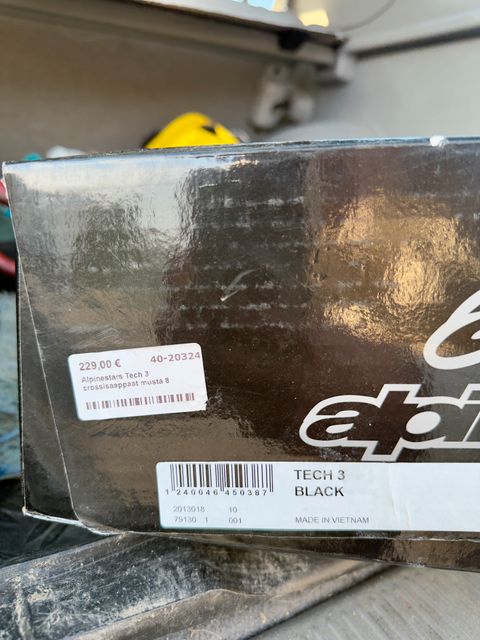 229,00 € 40-20324
Alpinestars Tech 3
crossisaappaat musta 8
alpi
1 240046 450387
TECH 3
BLACK
2013018 10
79130 1 001
MADE IN VIETNAM